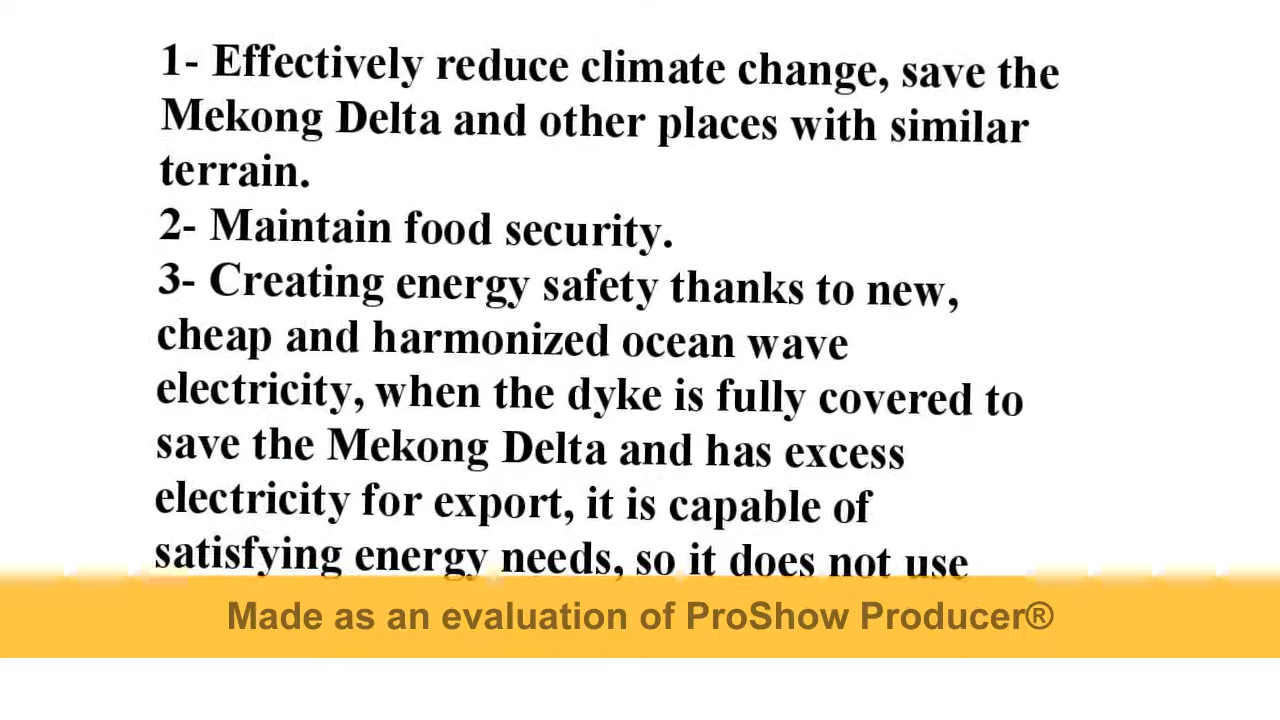 1- Effectively reduce climate change, save the
Mekong Delta and other places with similar
terrain.
2- Maintain food security.
3- Creating energy safety thanks to new,
cheap and harmonized ocean wave
electricity, when the dyke is fully covered to
save the Mekong Delta and has excess
electricity for export, it is capable of
satisfying energy needs, so it does not use
Made as an evaluation of ProShow Producer®